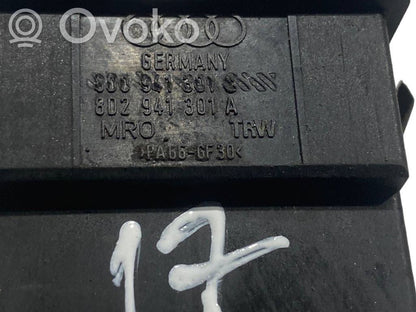 Ovoko
GERMANY
8D2 941 301 A
MRO TRW
>PA66-GF30<
17